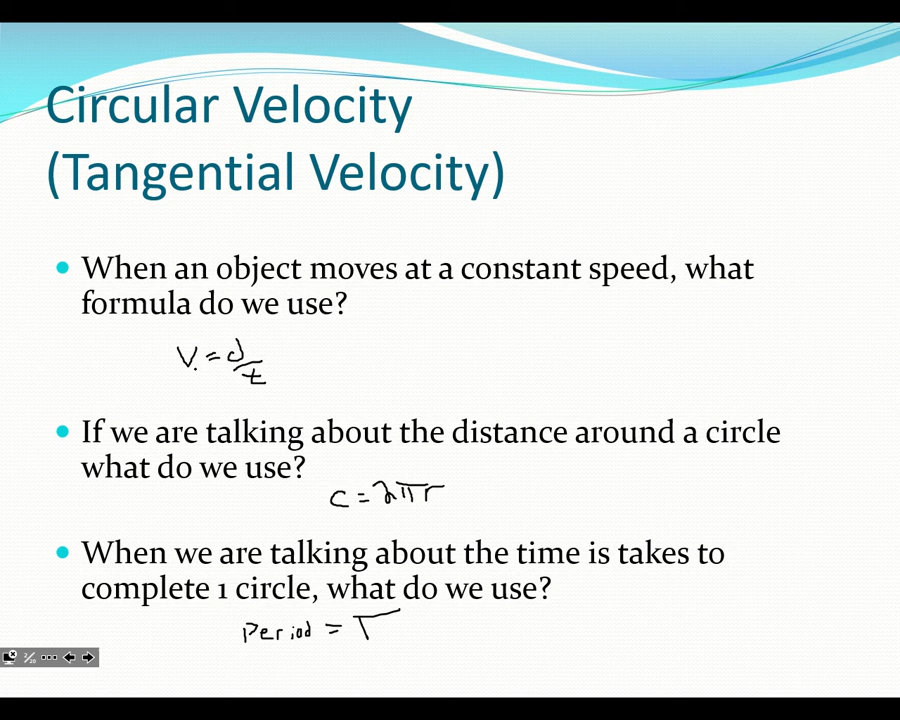 Circular Velocity
(Tangential Velocity)
When an object moves at a constant speed, what
formula do we use?
V = d/t
If we are talking about the distance around a circle
what do we use?
C = 2πr
When we are talking about the time is takes to
complete 1 circle, what do we use?
Period = T
2/20